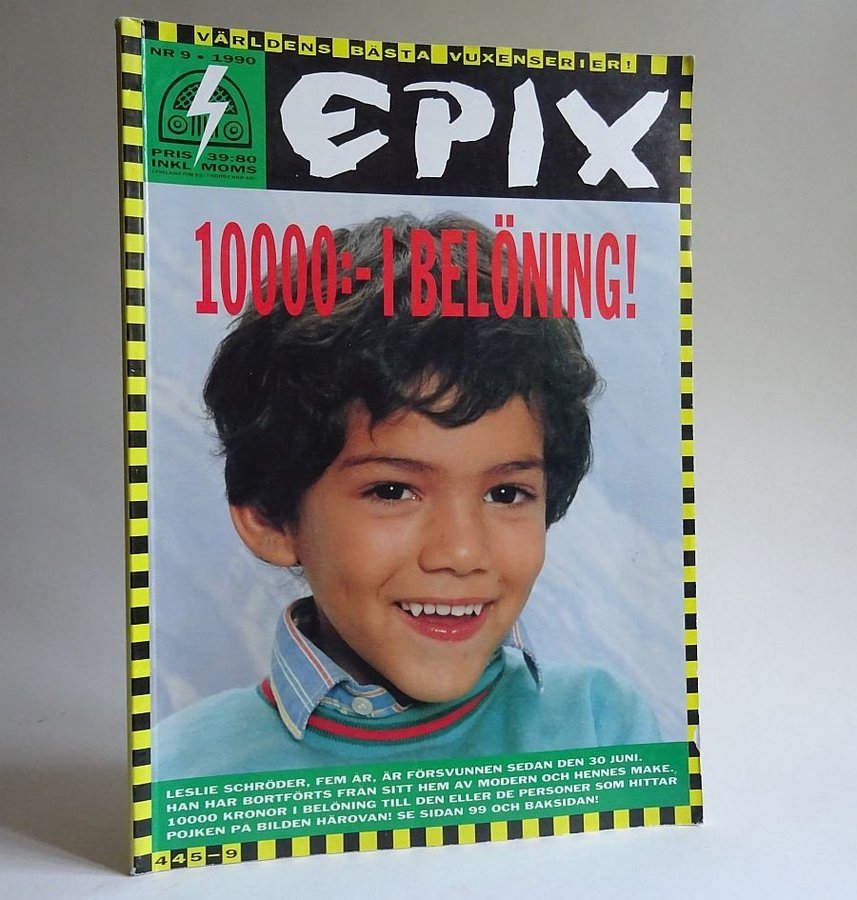 VÄRLDENS BÄSTA VUXENSERIER!
NR 9 • 1990
EPIX
PRIS 39:80
INKL MOMS
10000:- I BELÖNING!
LESLIE SCHRÖDER, FEM ÅR, ÄR FÖRSVUNNEN SEDAN DEN 30 JUNI.
HAN HAR BORTFÖRTS FRÅN SITT HEM AV MODERN OCH HENNES MAKE.
10000 KRONOR I BELÖNING TILL DEN ELLER DE PERSONER SOM HITTAR
POJKEN PÅ BILDEN HÄROVAN! SE SIDAN 99 OCH BAKSIDAN!
445-9